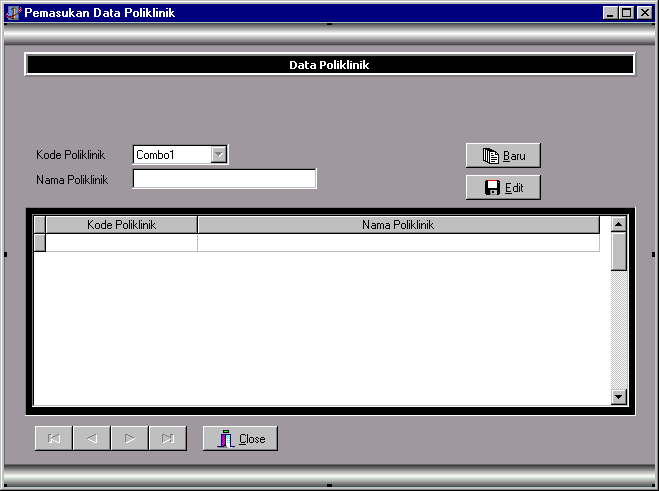 Pemasukan Data Poliklinik
Data Poliklinik
Kode Poliklinik Combo1 Baru
Nama Poliklinik Edit
Kode Poliklinik Nama Poliklinik
Close